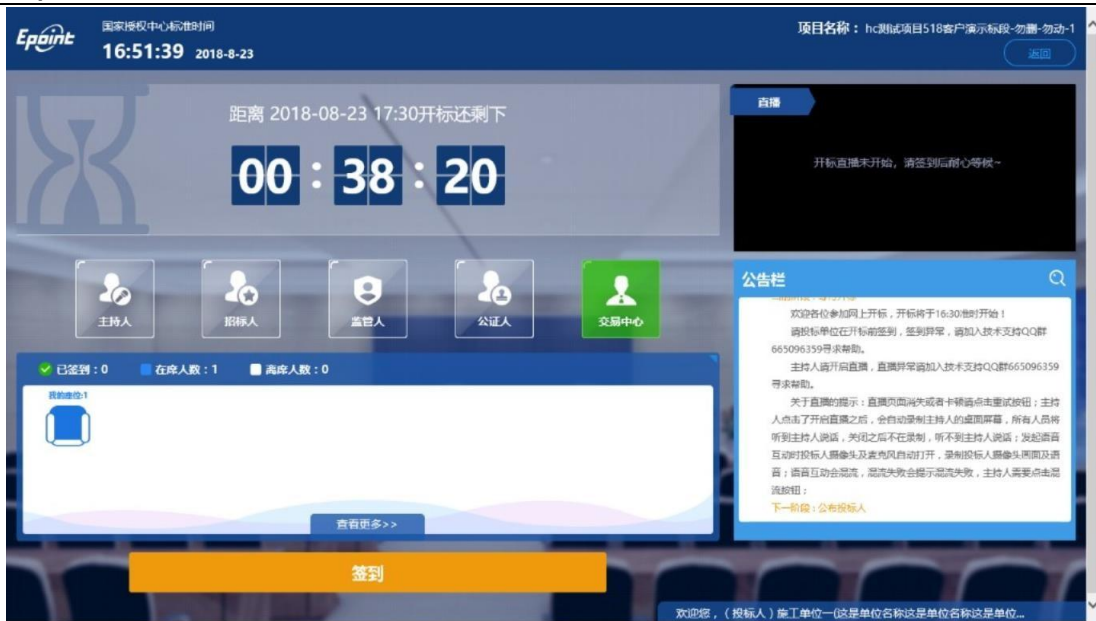 Epoint
国家授权中心标准时间
16:51:39 2018-8-23
项目名称：hc测试项目518客户演示标段-勿删-勿动-1
返回
距离 2018-08-23 17:30开标还剩下
00 : 38 : 20
直播
开标直播未开始，请签到后耐心等候~
主持人
招标人
监管人
公证人
交易中心
公告栏
欢迎各位参加网上开标，开标将于16:30准时开始！
请投标单位在开标前签到，签到异常，请加入技术支持QQ群
665096359寻求帮助。
主持人请开启直播，直播异常请加入技术支持QQ群665096359
寻求帮助。
关于直播的提示：直播页面消失或者卡顿请点击重试按钮；主持
人点击了开启直播之后，会自动录制主持人的桌面屏幕，所有人员将
听到主持人说话，关闭之后不在录制，听不到主持人说话；发起语音
互动时投标人摄像头及麦克风自动打开，录制投标人摄像头画面及语
音；语音互动会混流，混流失败会提示混流失败，主持人需要点击混
流按钮；
下一阶段：公布投标人
已签到：0 在席人数：1 离席人数：0
我的座位:1
查看更多>>
签到
欢迎您，（投标人）施工单位一(这是单位名称这是单位名称这是单位...